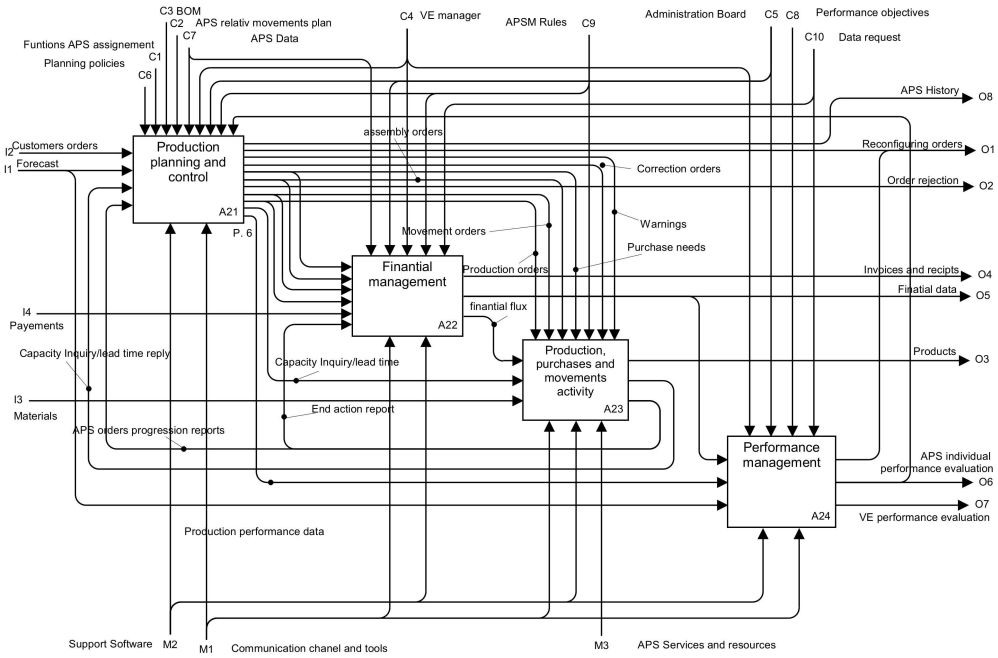 C3 BOM
C2
APS relativ movements plan
C7
APS Data
C4
VE manager
APSM Rules
C9
Administration Board
C5
C8
Performance objectives
C10
Data request
Funtions APS assignement
C1
Planning policies
C6
APS History
O8
assembly orders
I2
Customers orders
I1
Forecast
Production
planning and
control
A21
P. 6
Reconfiguring orders
O1
Correction orders
Order rejection
O2
Warnings
Movement orders
Purchase needs
Finantial
management
A22
Production orders
Invoices and recipts
O4
Finatial data
O5
finantial flux
I4
Payements
Capacity Inquiry/lead time reply
Capacity Inquiry/lead time
Production,
purchases and
movements
activity
A23
Products
O3
I3
Materials
End action report
APS orders progression reports
Performance
management
A24
APS individual
performance evaluation
O6
O7
VE performance evaluation
Production performance data
Support Software
M2
M1
Communication chanel and tools
M3
APS Services and resources